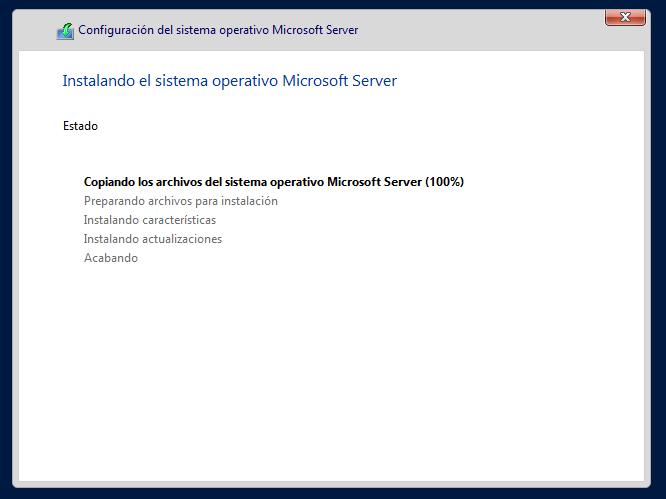 Configuración del sistema operativo Microsoft Server
Instalando el sistema operativo Microsoft Server
Estado
Copiando los archivos del sistema operativo Microsoft Server (100%)
Preparando archivos para instalación
Instalando características
Instalando actualizaciones
Acabando